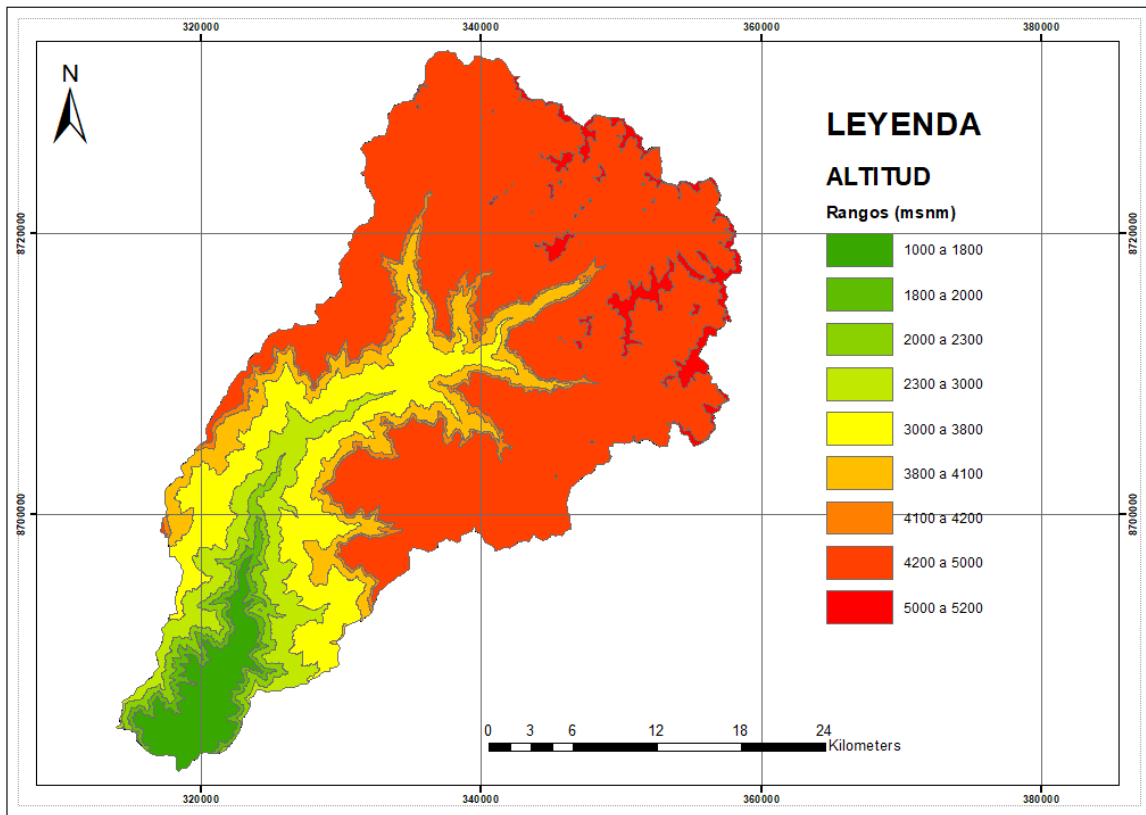 320000 340000 360000 380000
N
LEYENDA
ALTITUD
Rangos (msnm)
8720000 8720000
1000 a 1800
1800 a 2000
2000 a 2300
2300 a 3000
3000 a 3800
3800 a 4100
4100 a 4200
8700000 8700000
4200 a 5000
5000 a 5200
0 3 6 12 18 24
Kilometers
320000 340000 360000 380000